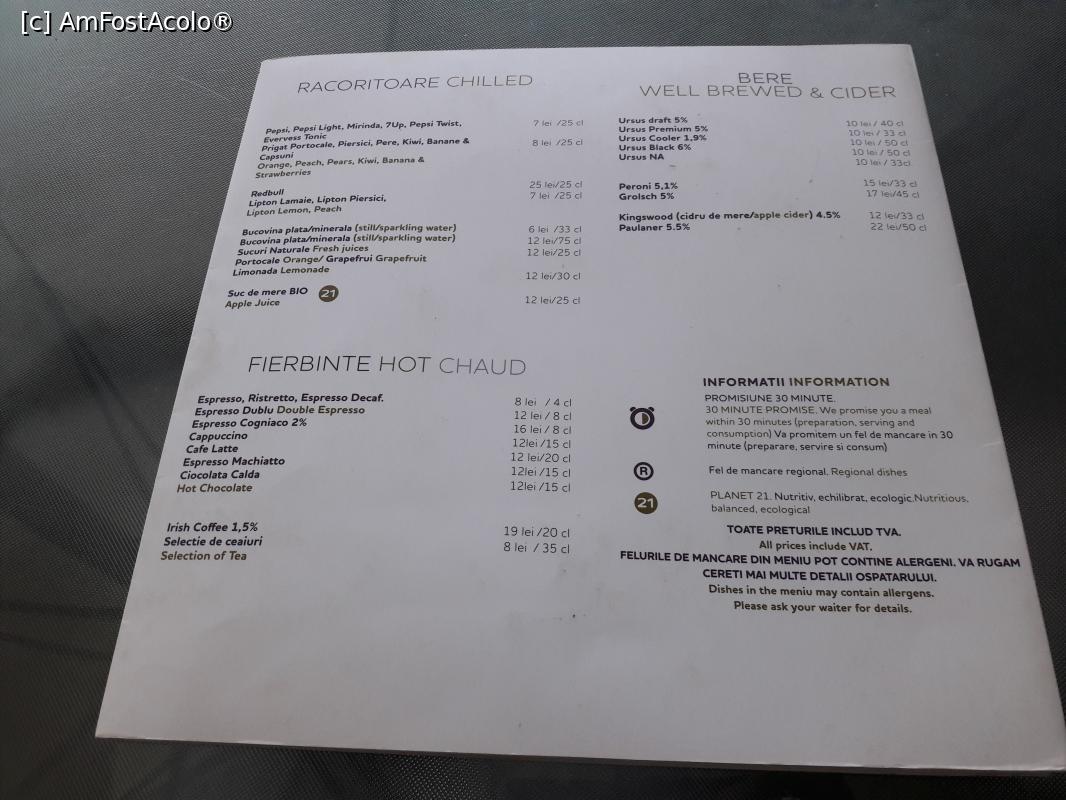 [c] AmFostAcolo®
RACORITOARE CHILLED
Pepsi, Pepsi Light, Mirinda, 7Up, Pepsi Twist, 7 lei /25 cl
Evervess Tonic
Prigat Portocale, Piersici, Pere, Kiwi, Banane & 8 lei /25 cl
Capsuni
Orange, Peach, Pears, Kiwi, Banana &
Strawberries
Redbull 25 lei/25 cl
Lipton Lamaie, Lipton Piersici, 7 lei /25 cl
Lipton Lemon, Peach
Bucovina plata/minerala (still/sparkling water) 6 lei /33 cl
Bucovina plata/minerala (still/sparkling water) 12 lei/75 cl
Sucuri Naturale Fresh juices 12 lei/25 cl
Portocale Orange/ Grapefrui Grapefruit
Limonada Lemonade 12 lei/30 cl
Suc de mere BIO 21
Apple Juice 12 lei/25 cl
FIERBINTE HOT CHAUD
Espresso, Ristretto, Espresso Decaf. 8 lei / 4 cl
Espresso Dublu Double Espresso 12 lei / 8 cl
Espresso Cogniaco 2% 16 lei / 8 cl
Cappuccino 12lei /15 cl
Cafe Latte 12 lei/20 cl
Espresso Machiatto 12lei /15 cl
Ciocolata Calda 12lei /15 cl
Hot Chocolate
Irish Coffee 1,5% 19 lei /20 cl
Selectie de ceaiuri 8 lei / 35 cl
Selection of Tea
BERE
WELL BREWED & CIDER
Ursus draft 5% 10 lei / 40 cl
Ursus Premium 5% 10 lei / 33 cl
Ursus Cooler 1,9% 10 lei / 50 cl
Ursus Black 6% 10 lei / 50 cl
Ursus NA 10 lei / 33cl
Peroni 5,1% 15 lei/33 cl
Grolsch 5% 17 lei/45 cl
Kingswood (cidru de mere/apple cider) 4.5% 12 lei/33 cl
Paulaner 5.5% 22 lei/50 cl
INFORMATII INFORMATION
PROMISIUNE 30 MINUTE.
30 MINUTE PROMISE. We promise you a meal
within 30 minutes (preparation, serving and
consumption) Va promitem un fel de mancare in 30
minute (preparare, servire si consum)
R Fel de mancare regional. Regional dishes
21 PLANET 21. Nutritiv, echilibrat, ecologic.Nutritious,
balanced, ecological
TOATE PRETURILE INCLUD TVA.
All prices include VAT.
FELURILE DE MANCARE DIN MENIU POT CONTINE ALERGENI. VA RUGAM
CERETI MAI MULTE DETALII OSPATARULUI.
Dishes in the meniu may contain allergens.
Please ask your waiter for details.